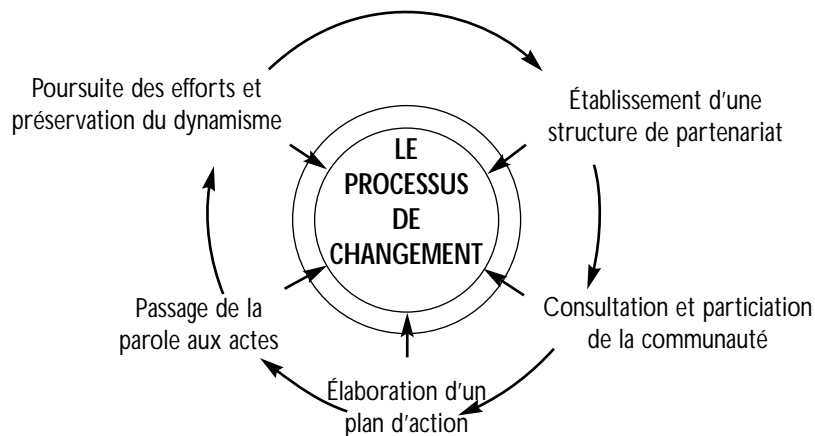 Poursuite des efforts et
préservation du dynamisme
Établissement d'une
structure de partenariat
LE
PROCESSUS
DE
CHANGEMENT
Passage de la
parole aux actes
Consultation et particiation
de la communauté
Élaboration d'un
plan d'action